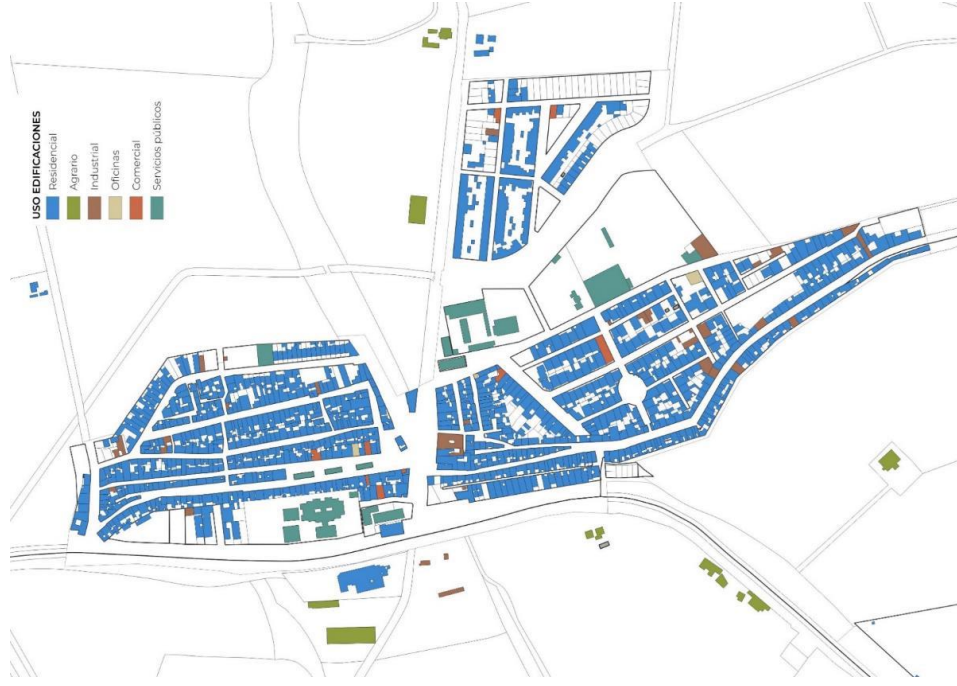 USO EDIFICACIONES
Residencial
Agrario
Industrial
Oficinas
Comercial
Servicios públicos